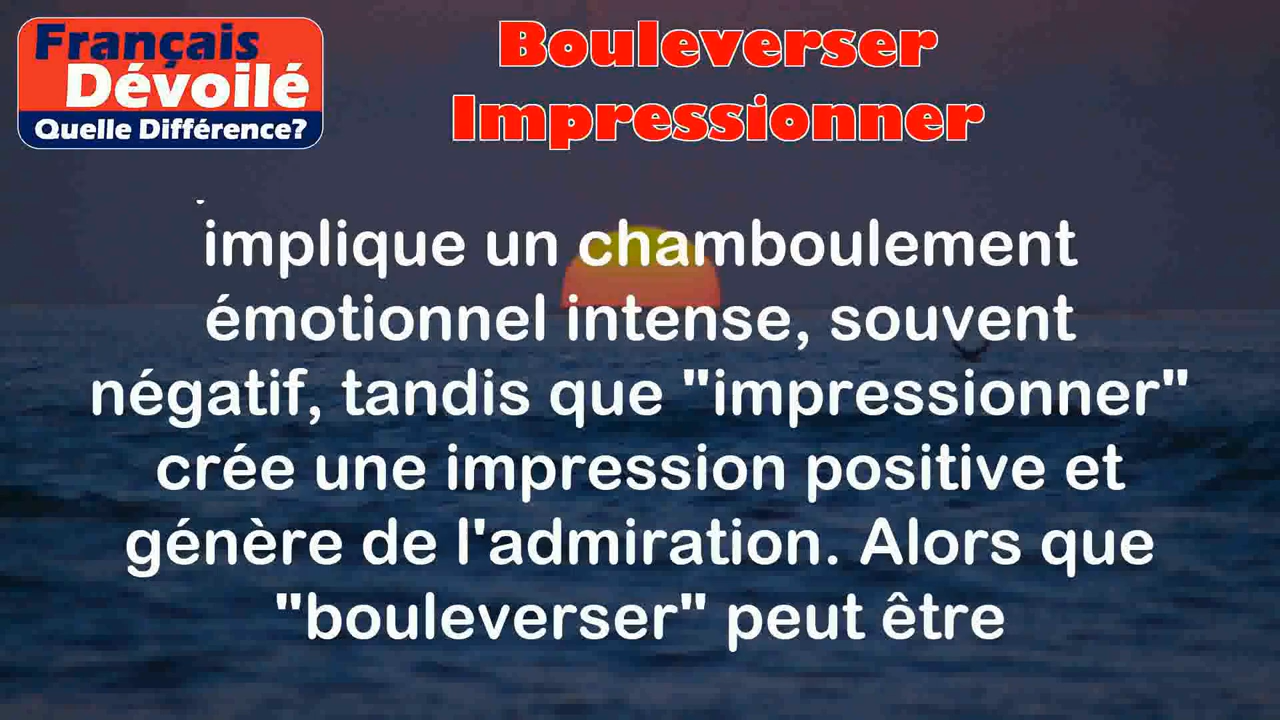 Français
Dévoilé
Quelle Différence?
Bouleverser
Impressionner
implique un chamboulement
émotionnel intense, souvent
négatif, tandis que "impressionner"
crée une impression positive et
génère de l'admiration. Alors que
"bouleverser" peut être